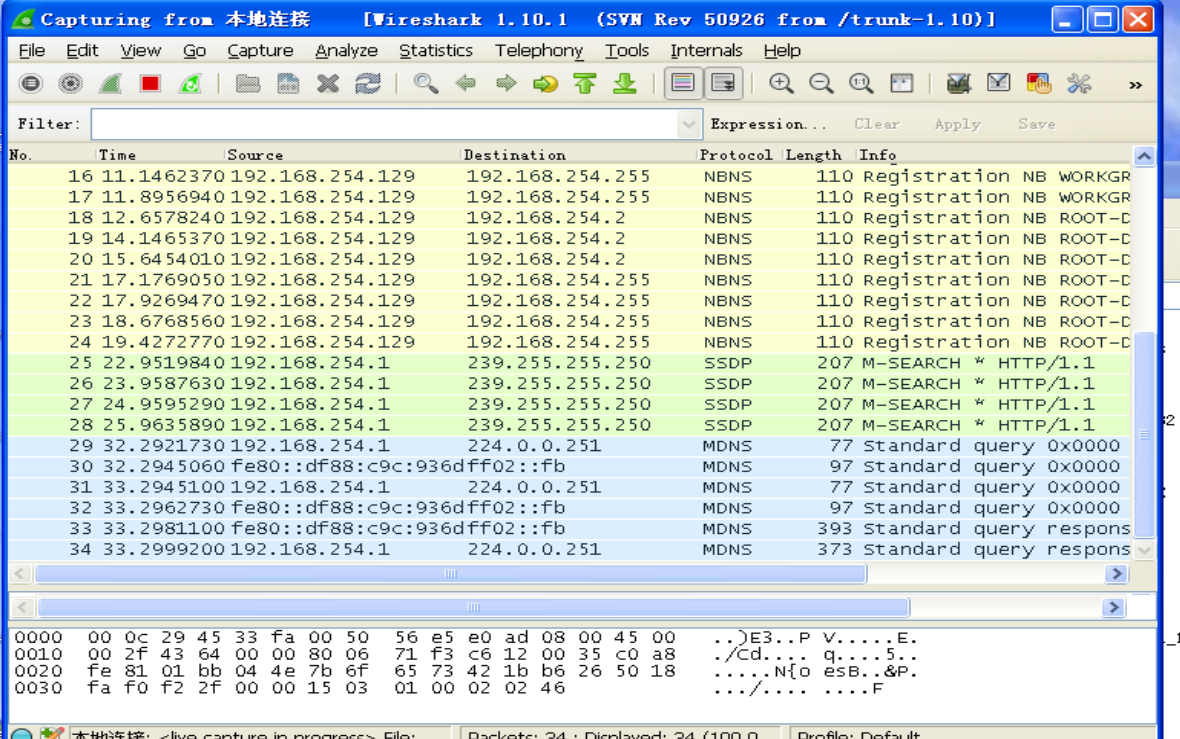 Capturing from 本地连接 [Wireshark 1.10.1 (SVN Rev 50926 from /trunk-1.10)]
File Edit View Go Capture Analyze Statistics Telephony Tools Internals Help
Filter: Expression... Clear Apply Save
No. Time Source Destination Protocol Length Info
16 11.1462370 192.168.254.129 192.168.254.255 NBNS 110 Registration NB WORKGR
17 11.8956940 192.168.254.129 192.168.254.255 NBNS 110 Registration NB WORKGR
18 12.6578240 192.168.254.129 192.168.254.2 NBNS 110 Registration NB ROOT-D
19 14.1465370 192.168.254.129 192.168.254.2 NBNS 110 Registration NB ROOT-D
20 15.6454010 192.168.254.129 192.168.254.2 NBNS 110 Registration NB ROOT-D
21 17.1769050 192.168.254.129 192.168.254.255 NBNS 110 Registration NB ROOT-D
22 17.9269470 192.168.254.129 192.168.254.255 NBNS 110 Registration NB ROOT-D
23 18.6768560 192.168.254.129 192.168.254.255 NBNS 110 Registration NB ROOT-D
24 19.4272770 192.168.254.129 192.168.254.255 NBNS 110 Registration NB ROOT-D
25 22.9519840 192.168.254.1 239.255.255.250 SSDP 207 M-SEARCH * HTTP/1.1
26 23.9587630 192.168.254.1 239.255.255.250 SSDP 207 M-SEARCH * HTTP/1.1
27 24.9595290 192.168.254.1 239.255.255.250 SSDP 207 M-SEARCH * HTTP/1.1
28 25.9635890 192.168.254.1 239.255.255.250 SSDP 207 M-SEARCH * HTTP/1.1
29 32.2921730 192.168.254.1 224.0.0.251 MDNS 77 Standard query 0x0000
30 32.2945060 fe80::df88:c9c:936d ff02::fb MDNS 97 Standard query 0x0000
31 33.2945100 192.168.254.1 224.0.0.251 MDNS 77 Standard query 0x0000
32 33.2962730 fe80::df88:c9c:936d ff02::fb MDNS 97 Standard query 0x0000
33 33.2981100 fe80::df88:c9c:936d ff02::fb MDNS 393 Standard query respons
34 33.2999200 192.168.254.1 224.0.0.251 MDNS 373 Standard query respons
0000 00 0c 29 45 33 fa 00 50 56 e5 e0 ad 08 00 45 00 ..)E3..P V.....E.
0010 00 2f 43 64 00 00 80 06 71 f3 c6 12 00 35 c0 a8 ./Cd.... q....5..
0020 fe 81 01 bb 04 4e 7b 6f 65 73 42 1b b6 26 50 18 .....N{o esB..&P.
0030 fa f0 f2 2f 00 00 15 03 01 00 02 02 46 .../.... ....F
本地连接: <live capture in progress> File: Packets: 34 : Displayed: 34 (100.0 Profile: Default